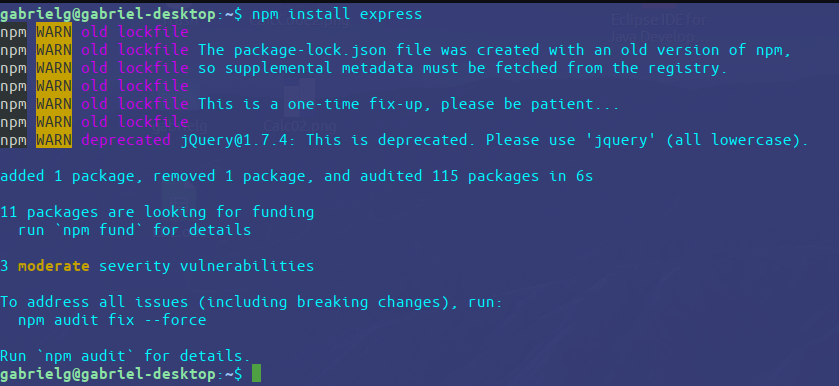 Eclipse IDE for
Java Develop...
gabrielg@gabriel-desktop:~$ npm install express
npm WARN old lockfile
npm WARN old lockfile The package-lock.json file was created with an old version of npm,
npm WARN old lockfile so supplemental metadata must be fetched from the registry.
npm WARN old lockfile
npm WARN old lockfile This is a one-time fix-up, please be patient...
npm WARN old lockfile
npm WARN deprecated jQuery@1.7.4: This is deprecated. Please use 'jquery' (all lowercase).
added 1 package, removed 1 package, and audited 115 packages in 6s
11 packages are looking for funding
run `npm fund` for details
3 moderate severity vulnerabilities
To address all issues (including breaking changes), run:
npm audit fix --force
Run `npm audit` for details.
gabrielg@gabriel-desktop:~$